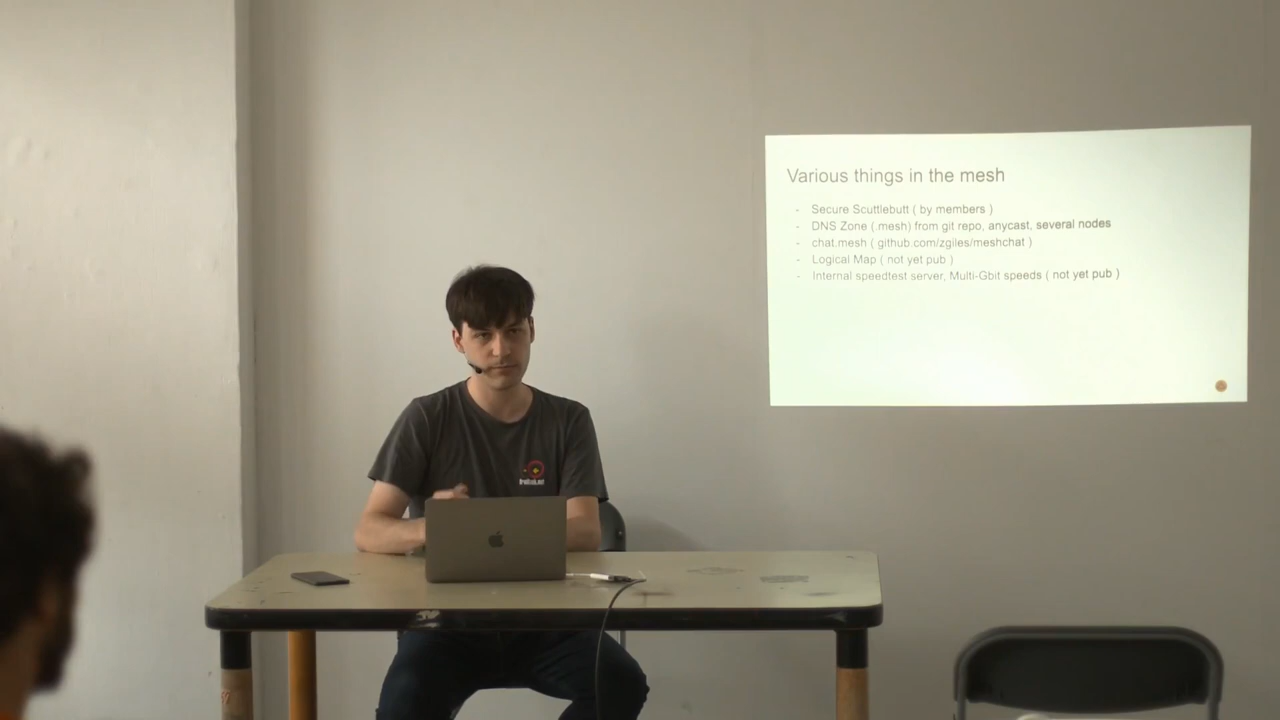 Various things in the mesh
- Secure Scuttlebutt ( by members )
- DNS Zone (.mesh) from git repo, anycast, several nodes
- chat.mesh ( github.com/zgiles/meshchat )
- Logical Map ( not yet pub )
- Internal speedtest server, Multi-Gbit speeds ( not yet pub )